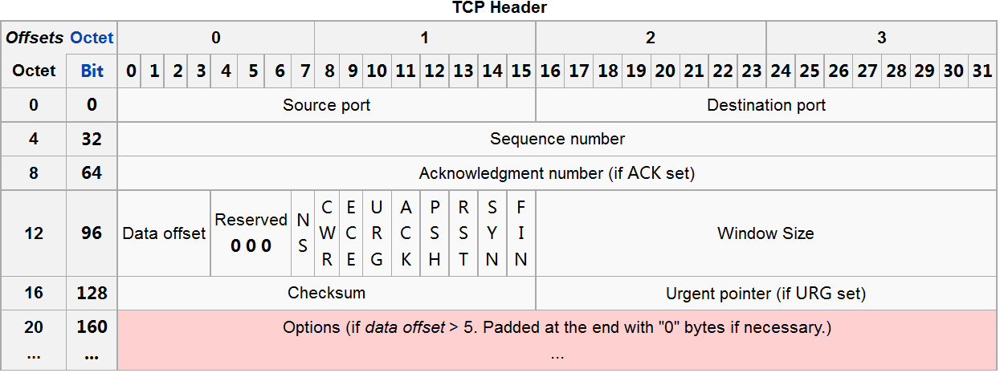 TCP Header
Offsets Octet 0 1 2 3
Octet Bit 0 1 2 3 4 5 6 7 8 9 10 11 12 13 14 15 16 17 18 19 20 21 22 23 24 25 26 27 28 29 30 31
0 0 Source port Destination port
4 32 Sequence number
8 64 Acknowledgment number (if ACK set)
12 96 Data offset Reserved 0 0 0 NS CWR ECE URG ACK PSH RST SYN FIN Window Size
16 128 Checksum Urgent pointer (if URG set)
20 160 Options (if data offset > 5. Padded at the end with "0" bytes if necessary.)
... ... ...